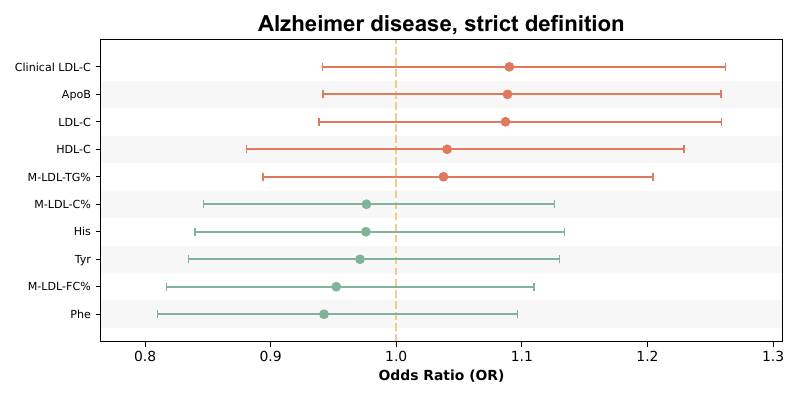 Alzheimer disease, strict definition
Clinical LDL-C
ApoB
LDL-C
HDL-C
M-LDL-TG%
M-LDL-C%
His
Tyr
M-LDL-FC%
Phe
0.8 0.9 1.0 1.1 1.2 1.3
Odds Ratio (OR)